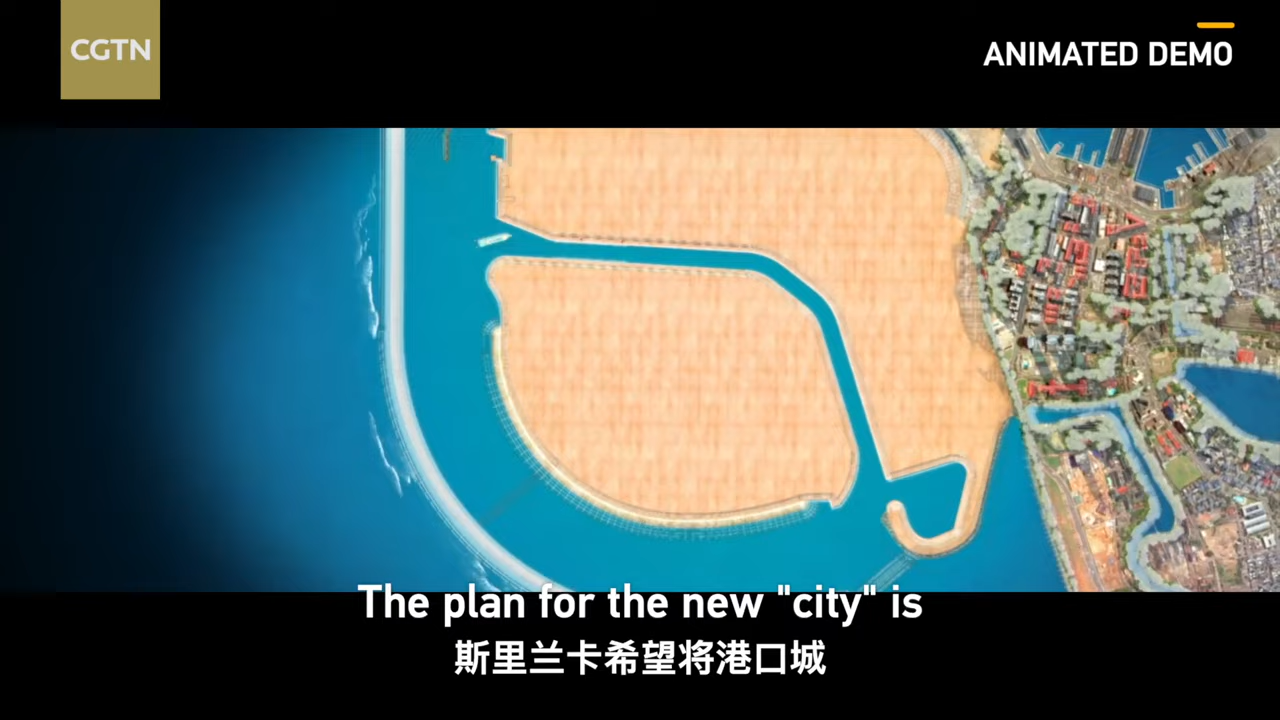 CGTN
ANIMATED DEMO
The plan for the new "city" is
斯里兰卡希望将港口城